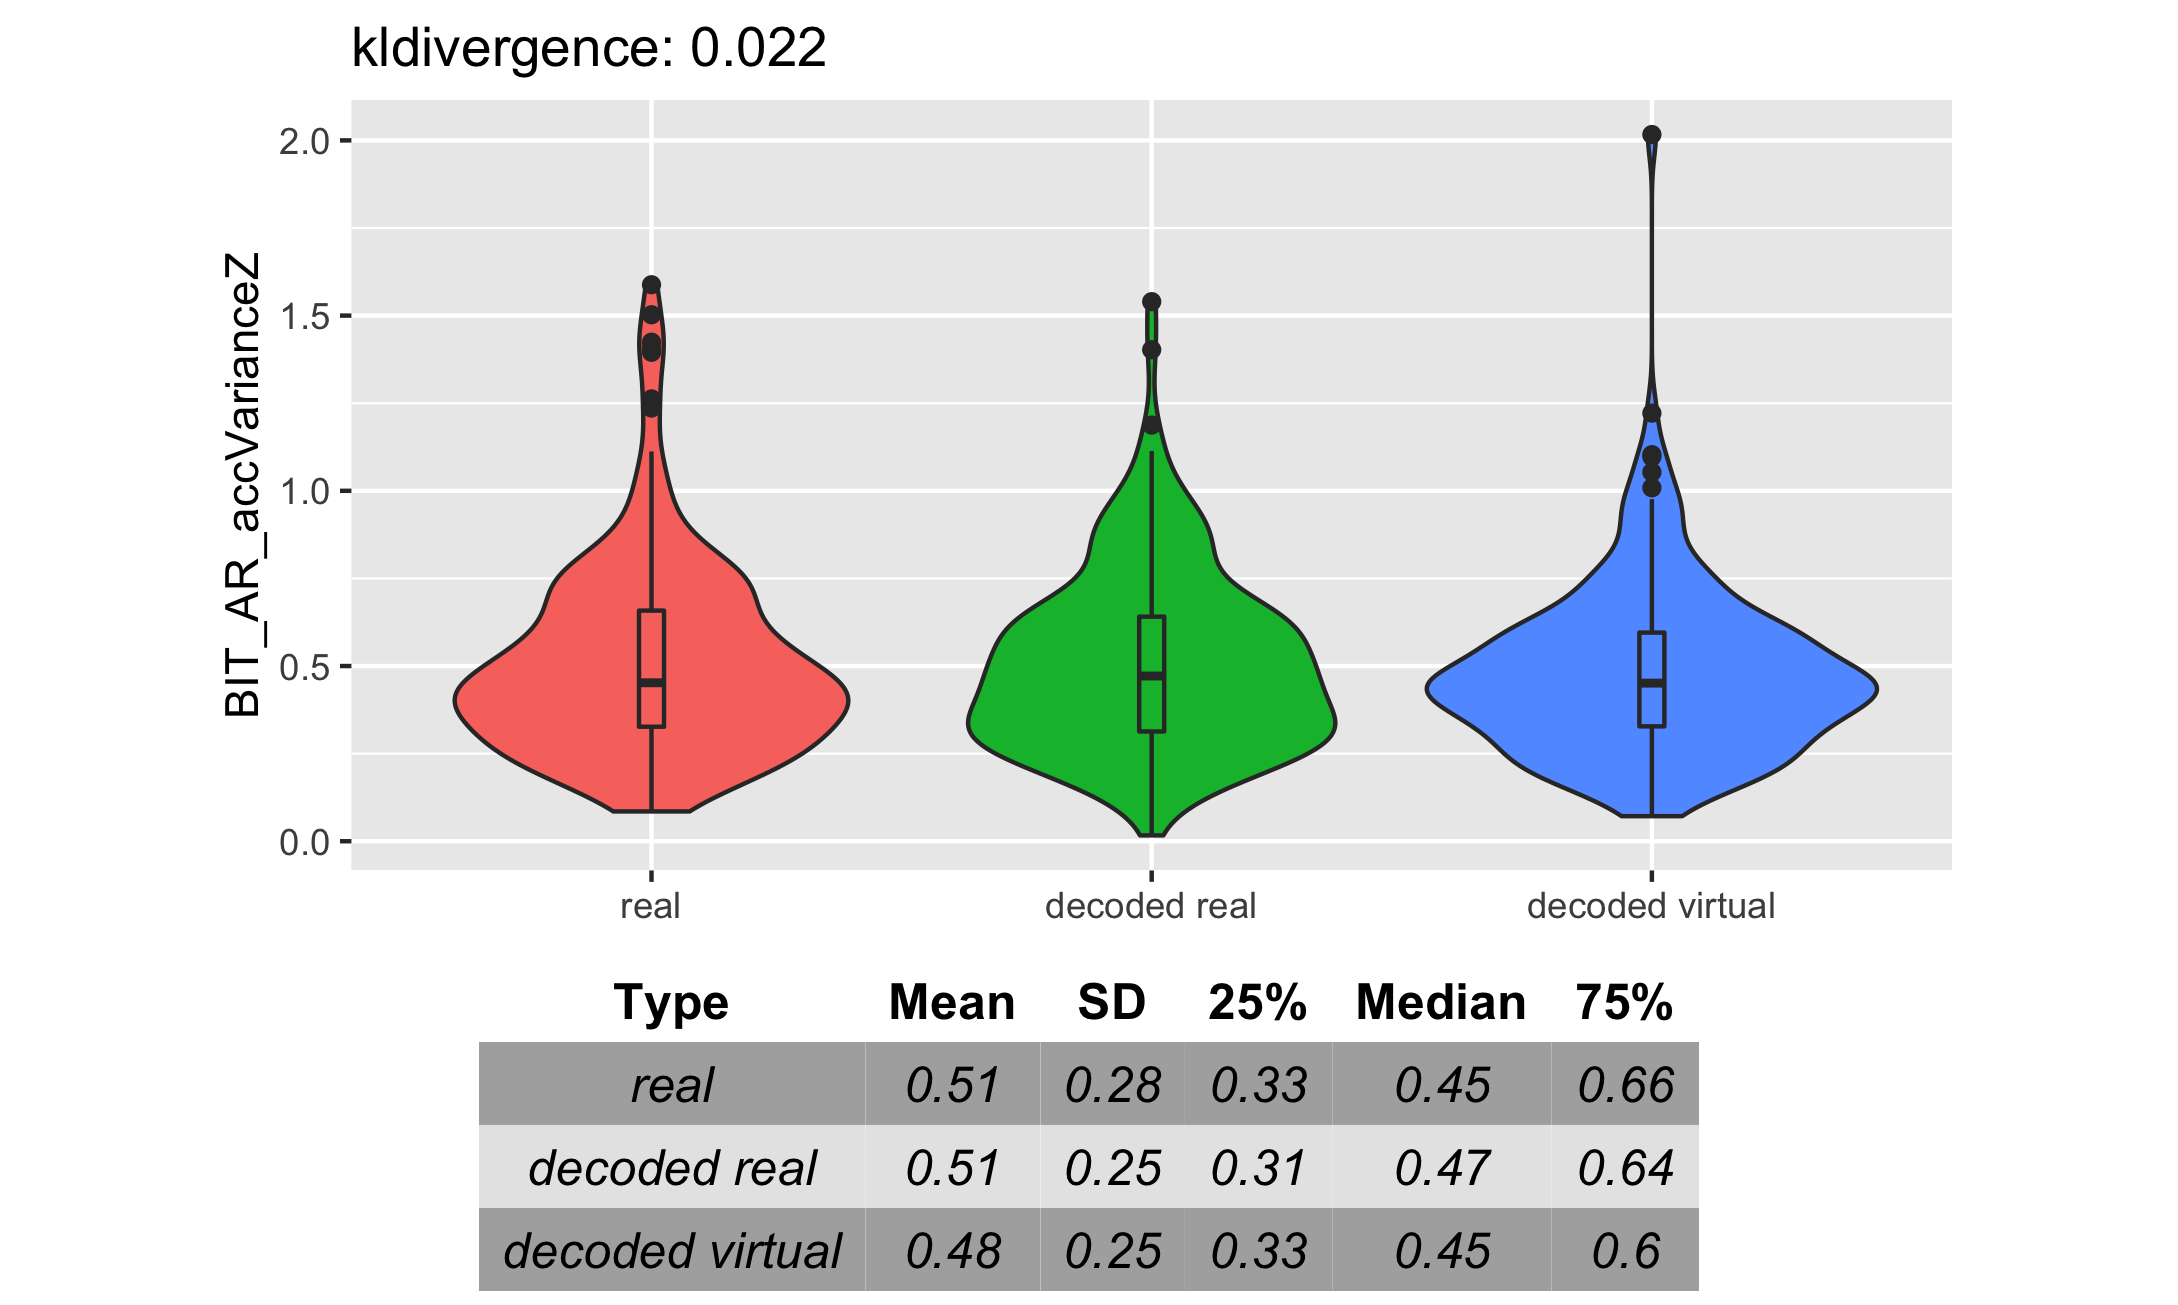 kldivergence: 0.022
BIT_AR_accVarianceZ
2.0
1.5
1.0
0.5
0.0
real decoded real decoded virtual
Type Mean SD 25% Median 75%
real 0.51 0.28 0.33 0.45 0.66
decoded real 0.51 0.25 0.31 0.47 0.64
decoded virtual 0.48 0.25 0.33 0.45 0.6